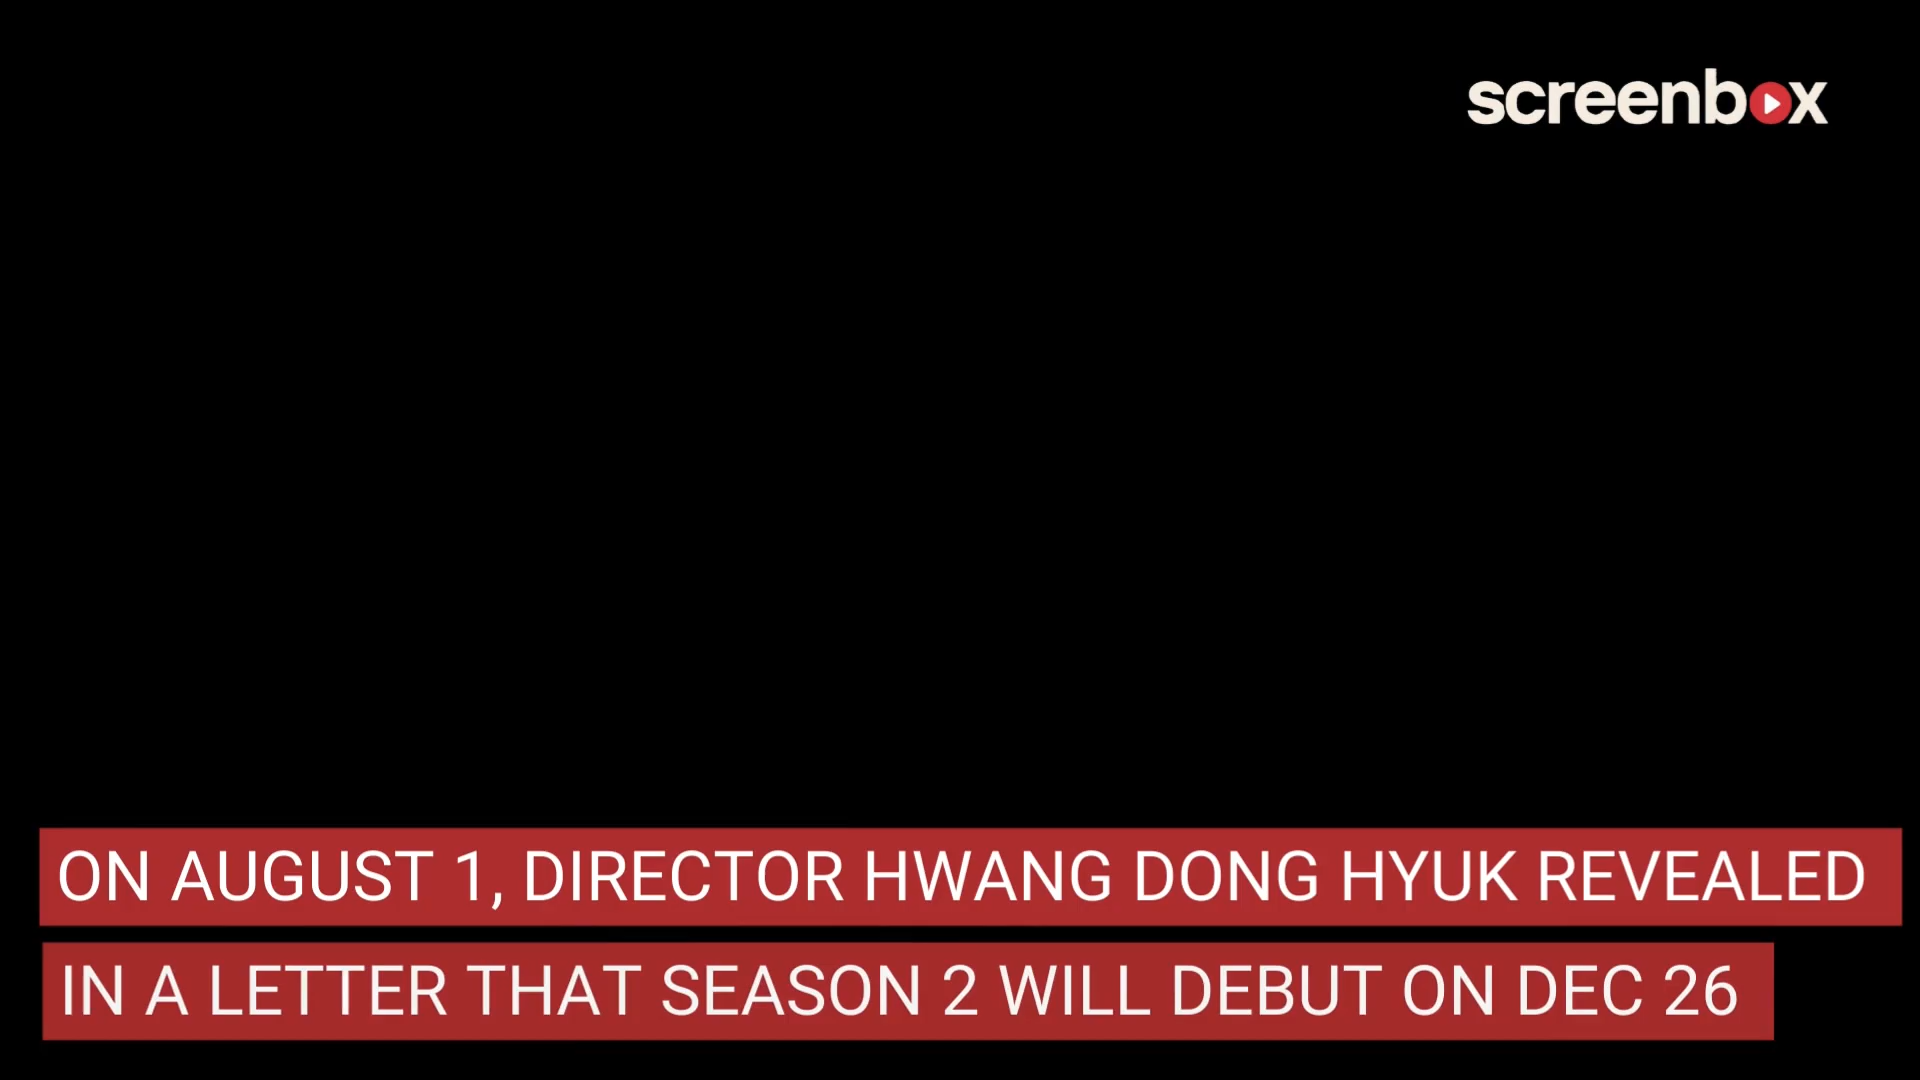 screenbox
ON AUGUST 1, DIRECTOR HWANG DONG HYUK REVEALED
IN A LETTER THAT SEASON 2 WILL DEBUT ON DEC 26